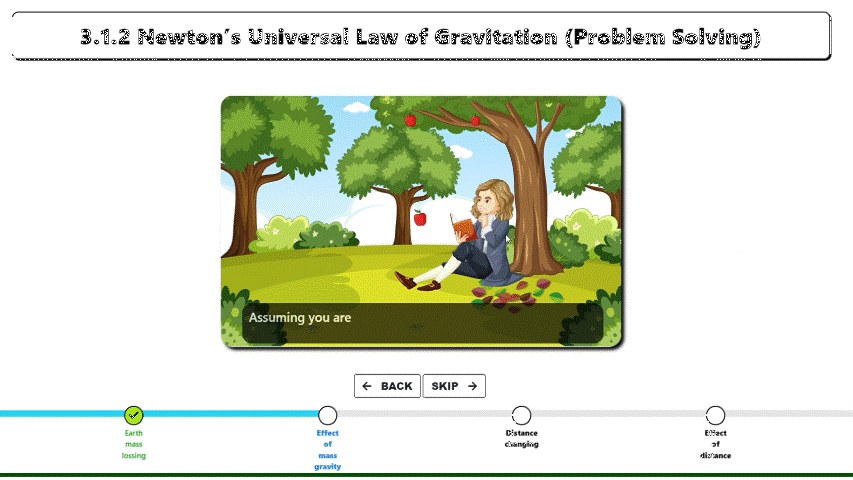 3.1.2 Newton's Universal Law of Gravitation (Problem Solving)
Assuming you are
← BACK
SKIP →
Earth
mass
lossing
Effect
of
mass
gravity
Distance
changing
Effect
of
distance